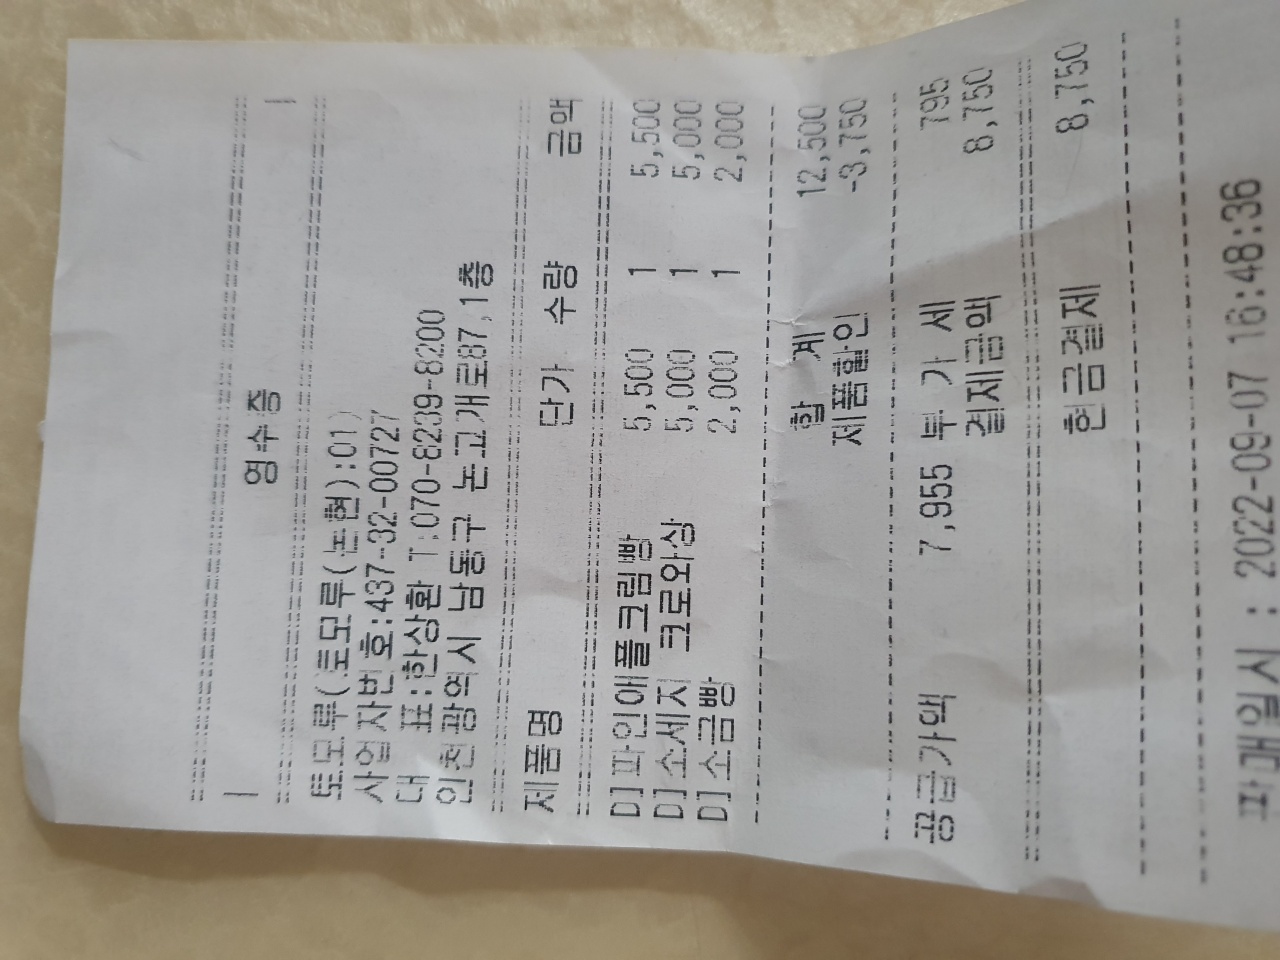 영수증
토모루(토모루(논현):01)
사업자번호:437-32-00727
대 표:한상환 T:070-8239-8200
인천광역시 남동구 논고개로87,1층
제품명 단가 수량 금액
D]파인애플크림빵 5,500 1 5,500
D]소세지 크로와상 5,000 1 5,000
D]소금빵 2,000 1 2,000
합 계 12,500
제품할인 -3,750
공급가액 7,955 부 가 세 795
결제금액 8,750
현금결제 8,750
판매일시 : 2022-09-07 16:48:36